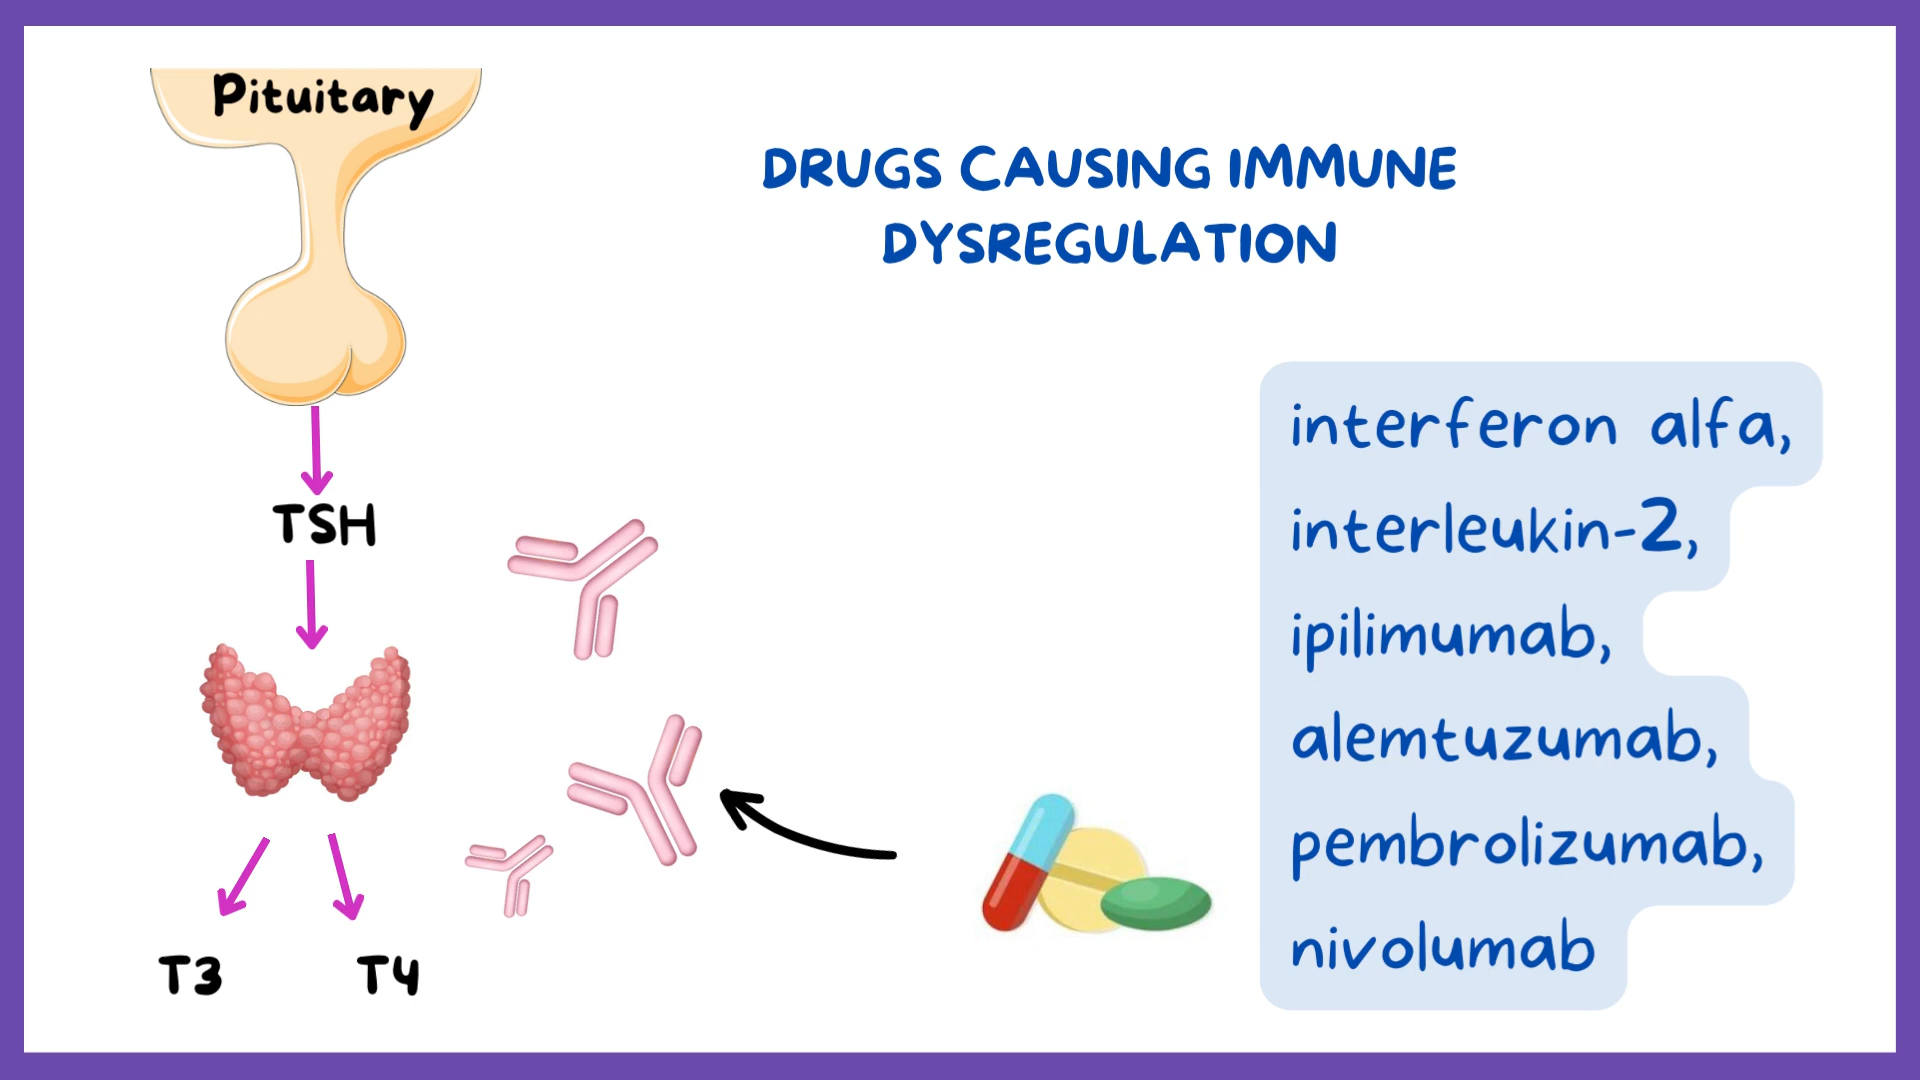 Pituitary
DRUGS CAUSING IMMUNE
DYSREGULATION
TSH
T3
T4
interferon alfa,
interleukin-2,
ipilimumab,
alemtuzumab,
pembrolizumab,
nivolumab